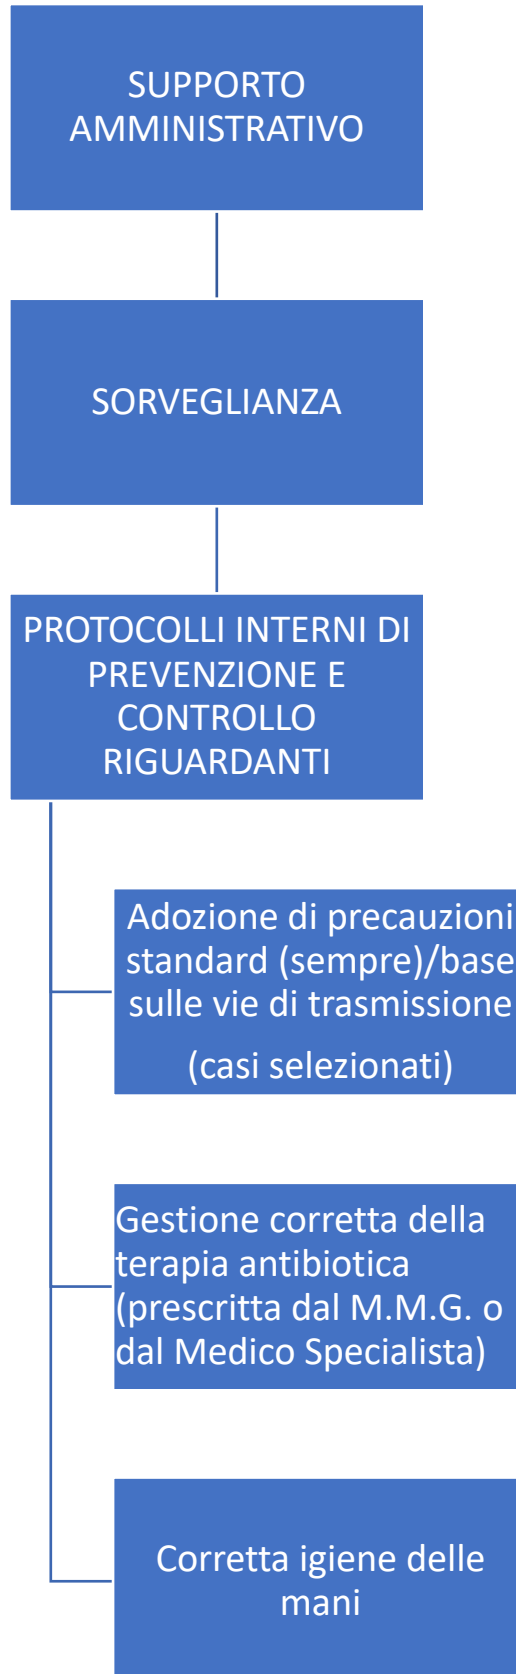 SUPPORTO
AMMINISTRATIVO
SORVEGLIANZA
PROTOCOLLI INTERNI DI
PREVENZIONE E
CONTROLLO
RIGUARDANTI
Adozione di precauzioni
standard (sempre)/base
sulle vie di trasmissione
(casi selezionati)
Gestione corretta della
terapia antibiotica
(prescritta dal M.M.G. o
dal Medico Specialista)
Corretta igiene delle
mani